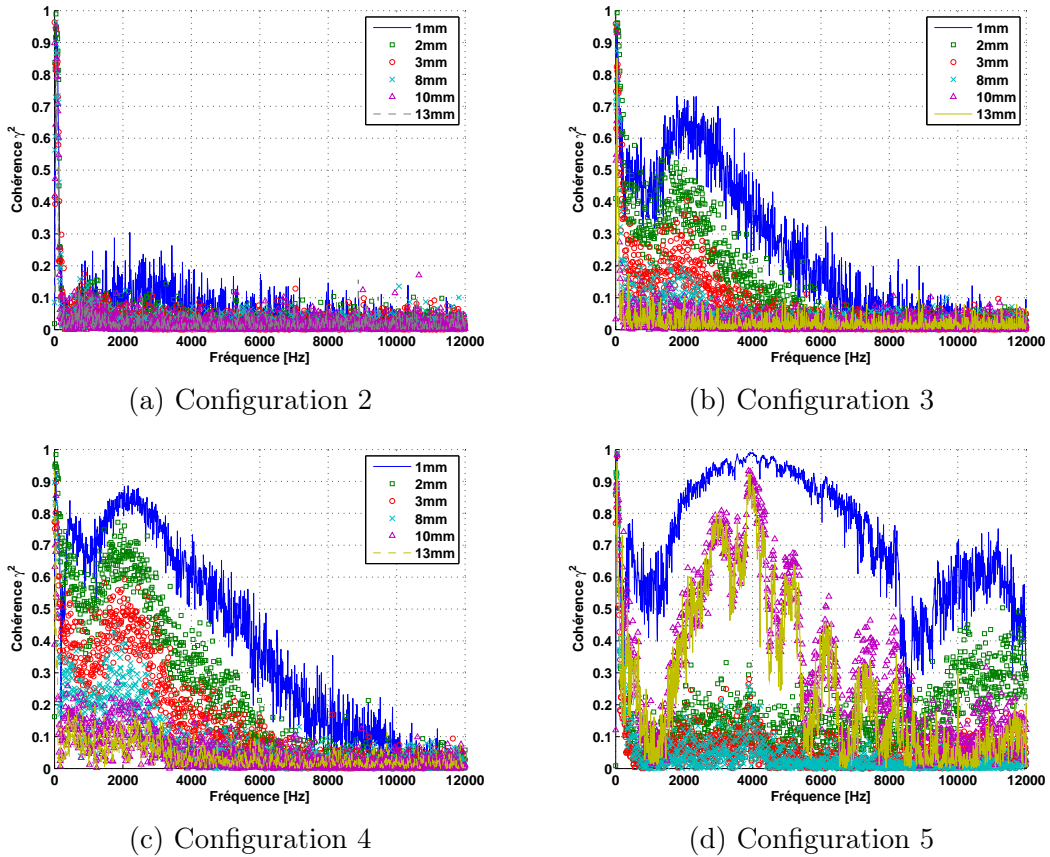 1
0.9
0.8
0.7
0.6
0.5
0.4
0.3
0.2
0.1
0
Cohérence γ²
0 2000 4000 6000 8000 10000 12000
Fréquence [Hz]
1mm
2mm
3mm
8mm
10mm
13mm
(a) Configuration 2
1
0.9
0.8
0.7
0.6
0.5
0.4
0.3
0.2
0.1
0
Cohérence γ²
0 2000 4000 6000 8000 10000 12000
Fréquence [Hz]
1mm
2mm
3mm
8mm
10mm
13mm
(b) Configuration 3
1
0.9
0.8
0.7
0.6
0.5
0.4
0.3
0.2
0.1
0
Cohérence γ²
0 2000 4000 6000 8000 10000 12000
Fréquence [Hz]
1mm
2mm
3mm
8mm
10mm
13mm
(c) Configuration 4
1
0.9
0.8
0.7
0.6
0.5
0.4
0.3
0.2
0.1
0
Cohérence γ²
0 2000 4000 6000 8000 10000 12000
Fréquence [Hz]
(d) Configuration 5